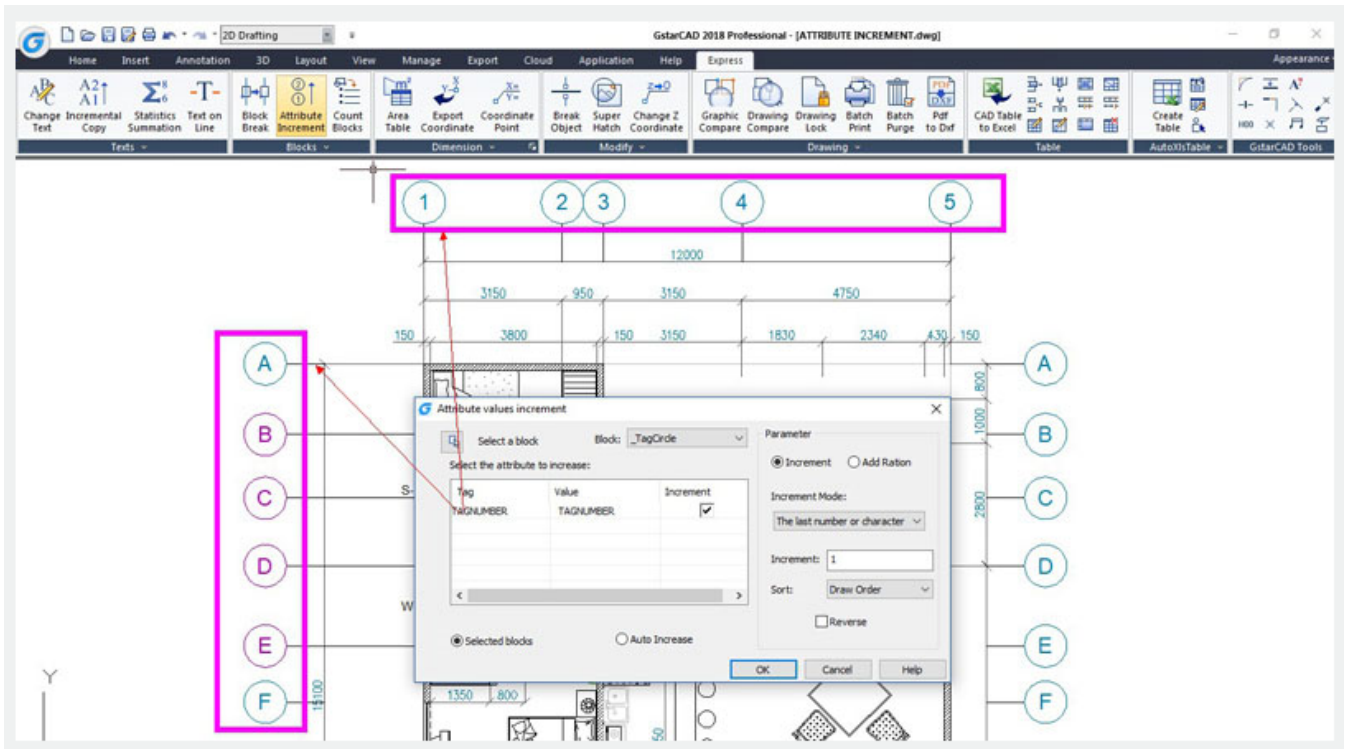 2D Drafting
GstarCAD 2018 Professional - [ATTRIBUTE INCREMENT.dwg]
Home Insert Annotation 3D Layout View Manage Export Cloud Application Help Express Appearance
Change Text
Incremental Copy
Statistics Summation
Text on Line
Block Break
Attribute Increment
Count Blocks
Area Table
Export Coordinate
Coordinate Point
Break Object
Super Hatch
Change Z Coordinate
Graphic Compare
Drawing Compare
Drawing Lock
Batch Print
Batch Purge
Pdf to Dxf
CAD Table to Excel
Create Table
Texts Blocks Dimension Modify Drawing Table AutoXlsTable GstarCAD Tools
1 2 3 4 5
12000
3150 950 3150 4750
150 3800 150 3150 1830 2340 430 150
A A
800
B B
1000
C C
2800
D D
E E
F F
15100
S-
W
Y
Attribute values increment
Select a block
Block: _TagCircle
Select the attribute to increase:
Tag Value Increment
TAGNUMBER TAGNUMBER
Selected blocks
Auto Increase
Parameter
Increment Add Ration
Increment Mode:
The last number or character
Increment: 1
Sort: Draw Order
Reverse
OK Cancel Help
1350 800